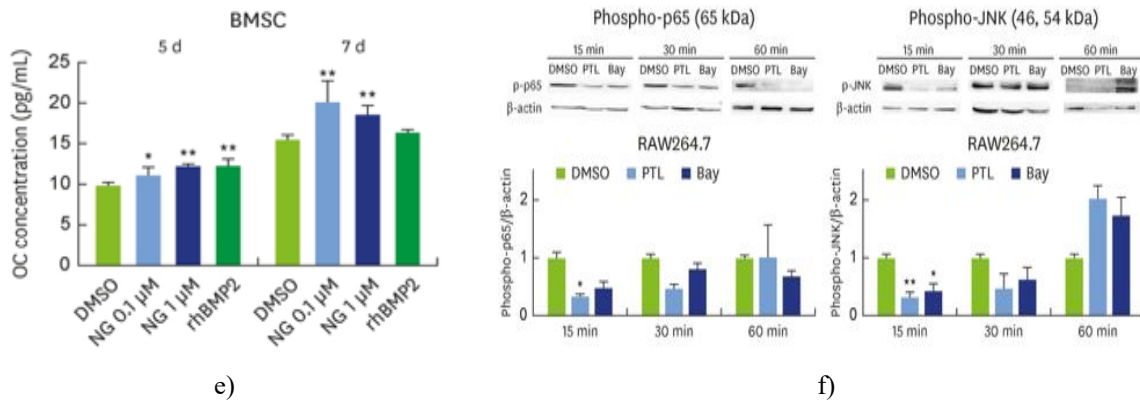 BMSC
5 d
7 d
OC concentration (pg/mL)
25
20
15
10
5
0
* ** ** ** **
DMSO
NG 0.1 μM
NG 1 μM
rhBMP2
DMSO
NG 0.1 μM
NG 1 μM
rhBMP2
e)
Phospho-p65 (65 kDa)
15 min 30 min 60 min
DMSO PTL Bay DMSO PTL Bay DMSO PTL Bay
p-p65
β-actin
RAW264.7
DMSO PTL Bay
Phospho-p65/β-actin
2
1
0
*
15 min 30 min 60 min
Phospho-JNK (46, 54 kDa)
15 min 30 min 60 min
DMSO PTL Bay DMSO PTL Bay DMSO PTL Bay
p-JNK
β-actin
RAW264.7
DMSO PTL Bay
Phospho-JNK/β-actin
2
1
0
** *
15 min 30 min 60 min
f)